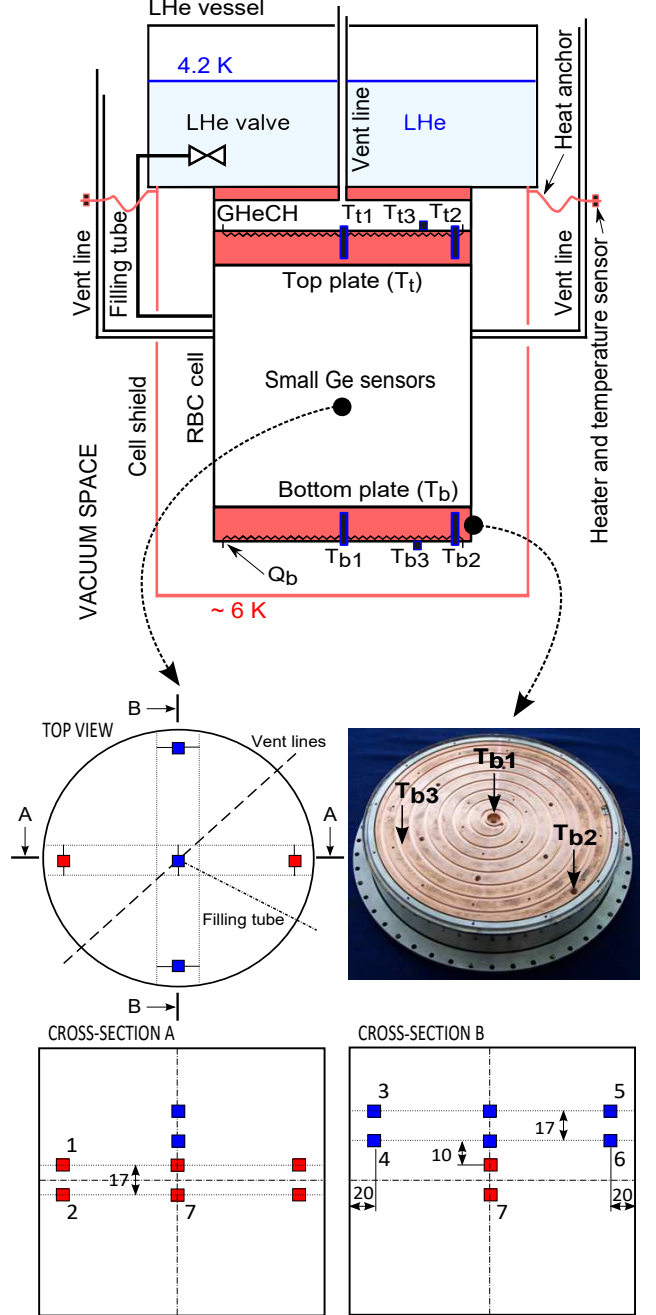 LHe vessel
4.2 K
LHe valve
LHe
Vent line
Heat anchor
GHeCH
Tt1
Tt3
Tt2
Top plate (Tt)
Vent line
Filling tube
Vent line
Heater and temperature sensor
Cell shield
RBC cell
Small Ge sensors
VACUUM SPACE
Bottom plate (Tb)
Qb
Tb1
Tb3
Tb2
~ 6 K
B
TOP VIEW
Vent lines
A
A
Filling tube
B
Tb1
Tb3
Tb2
CROSS-SECTION A
1
17
2
7
CROSS-SECTION B
3
5
17
4
10
6
20
20
7